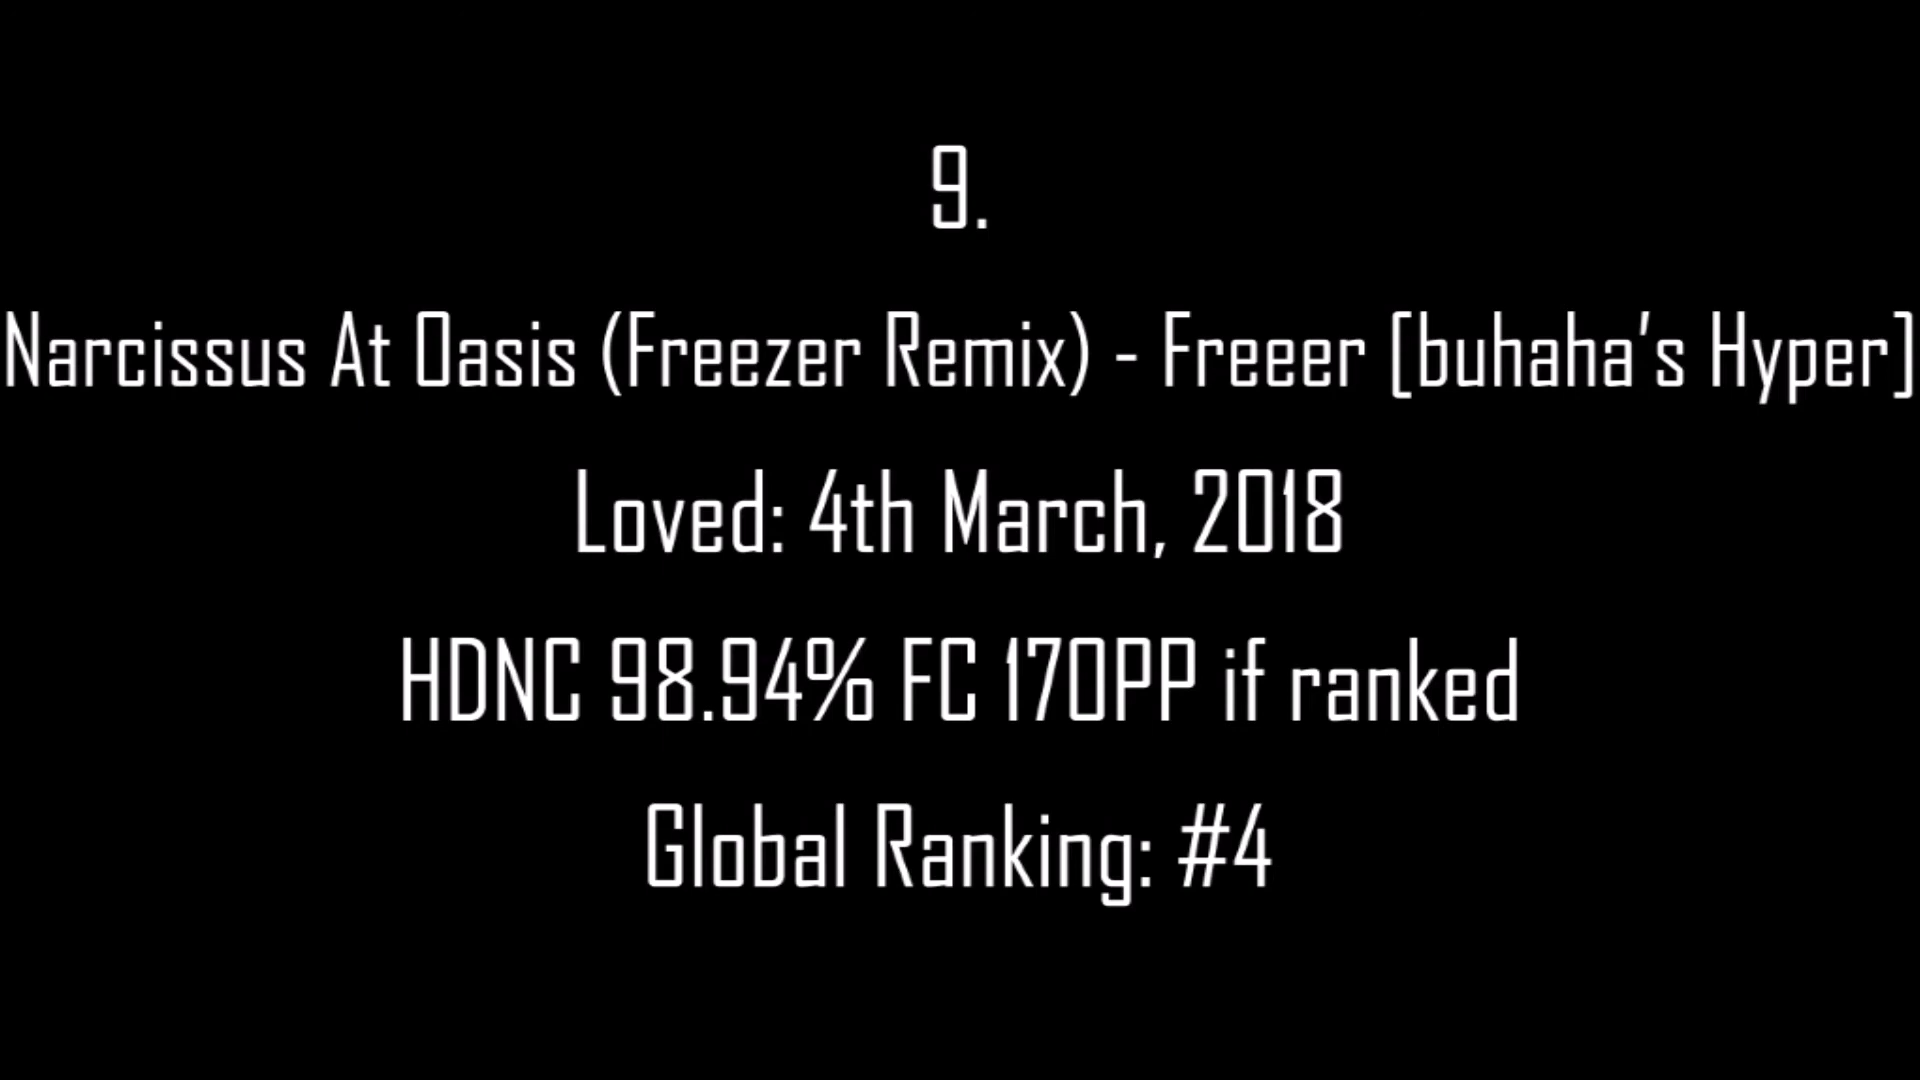 9.
Narcissus At Oasis (Freezer Remix) - Freeer [buhaha's Hyper]
Loved: 4th March, 2018
HDNC 98.94% FC 170PP if ranked
Global Ranking: #4